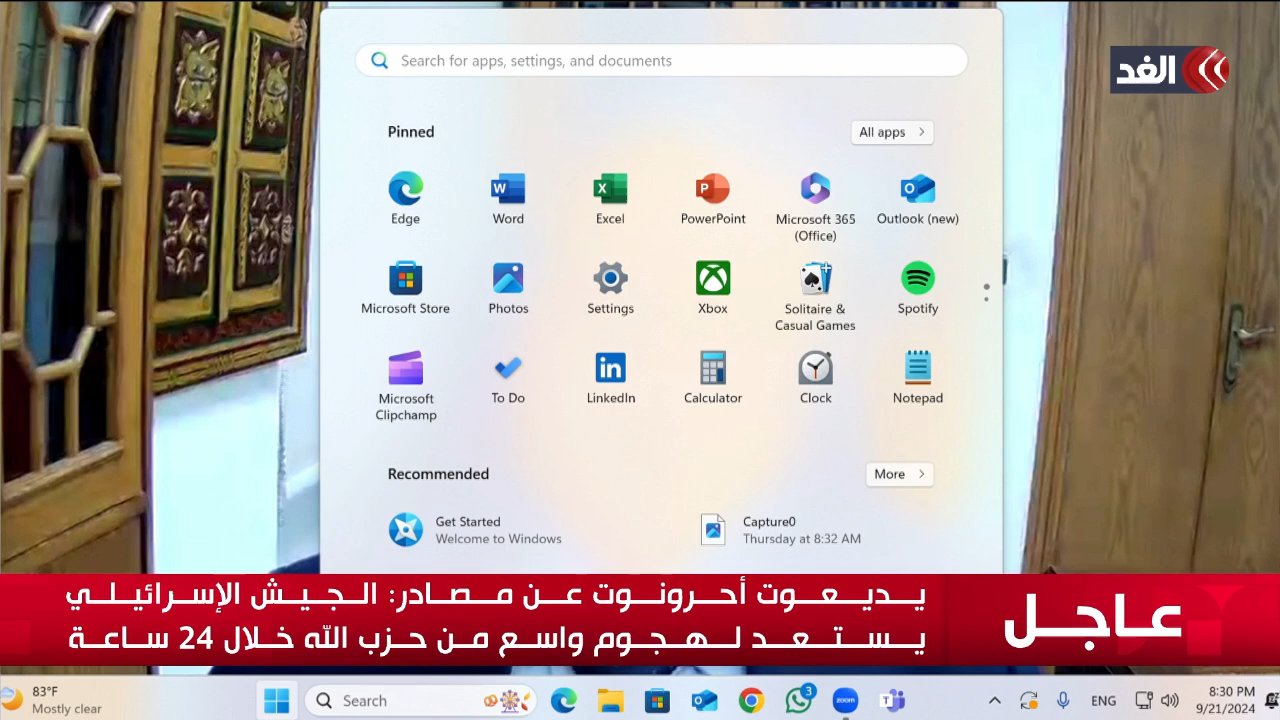 Search for apps, settings, and documents
الغد
Pinned
All apps
Edge
Word
Excel
PowerPoint
Microsoft 365
(Office)
Outlook (new)
Microsoft Store
Photos
Settings
Xbox
Solitaire &
Casual Games
Spotify
Microsoft
Clipchamp
To Do
LinkedIn
Calculator
Clock
Notepad
Recommended
More
Get Started
Welcome to Windows
Capture0
Thursday at 8:32 AM
عاجل
يديعوت أحرونوت عن مصادر: الجيش الإسرائيلي
يستعد لهجوم واسع من حزب الله خلال 24 ساعة
83°F
Mostly clear
Search
3
zoom
ENG
8:30 PM
9/21/2024